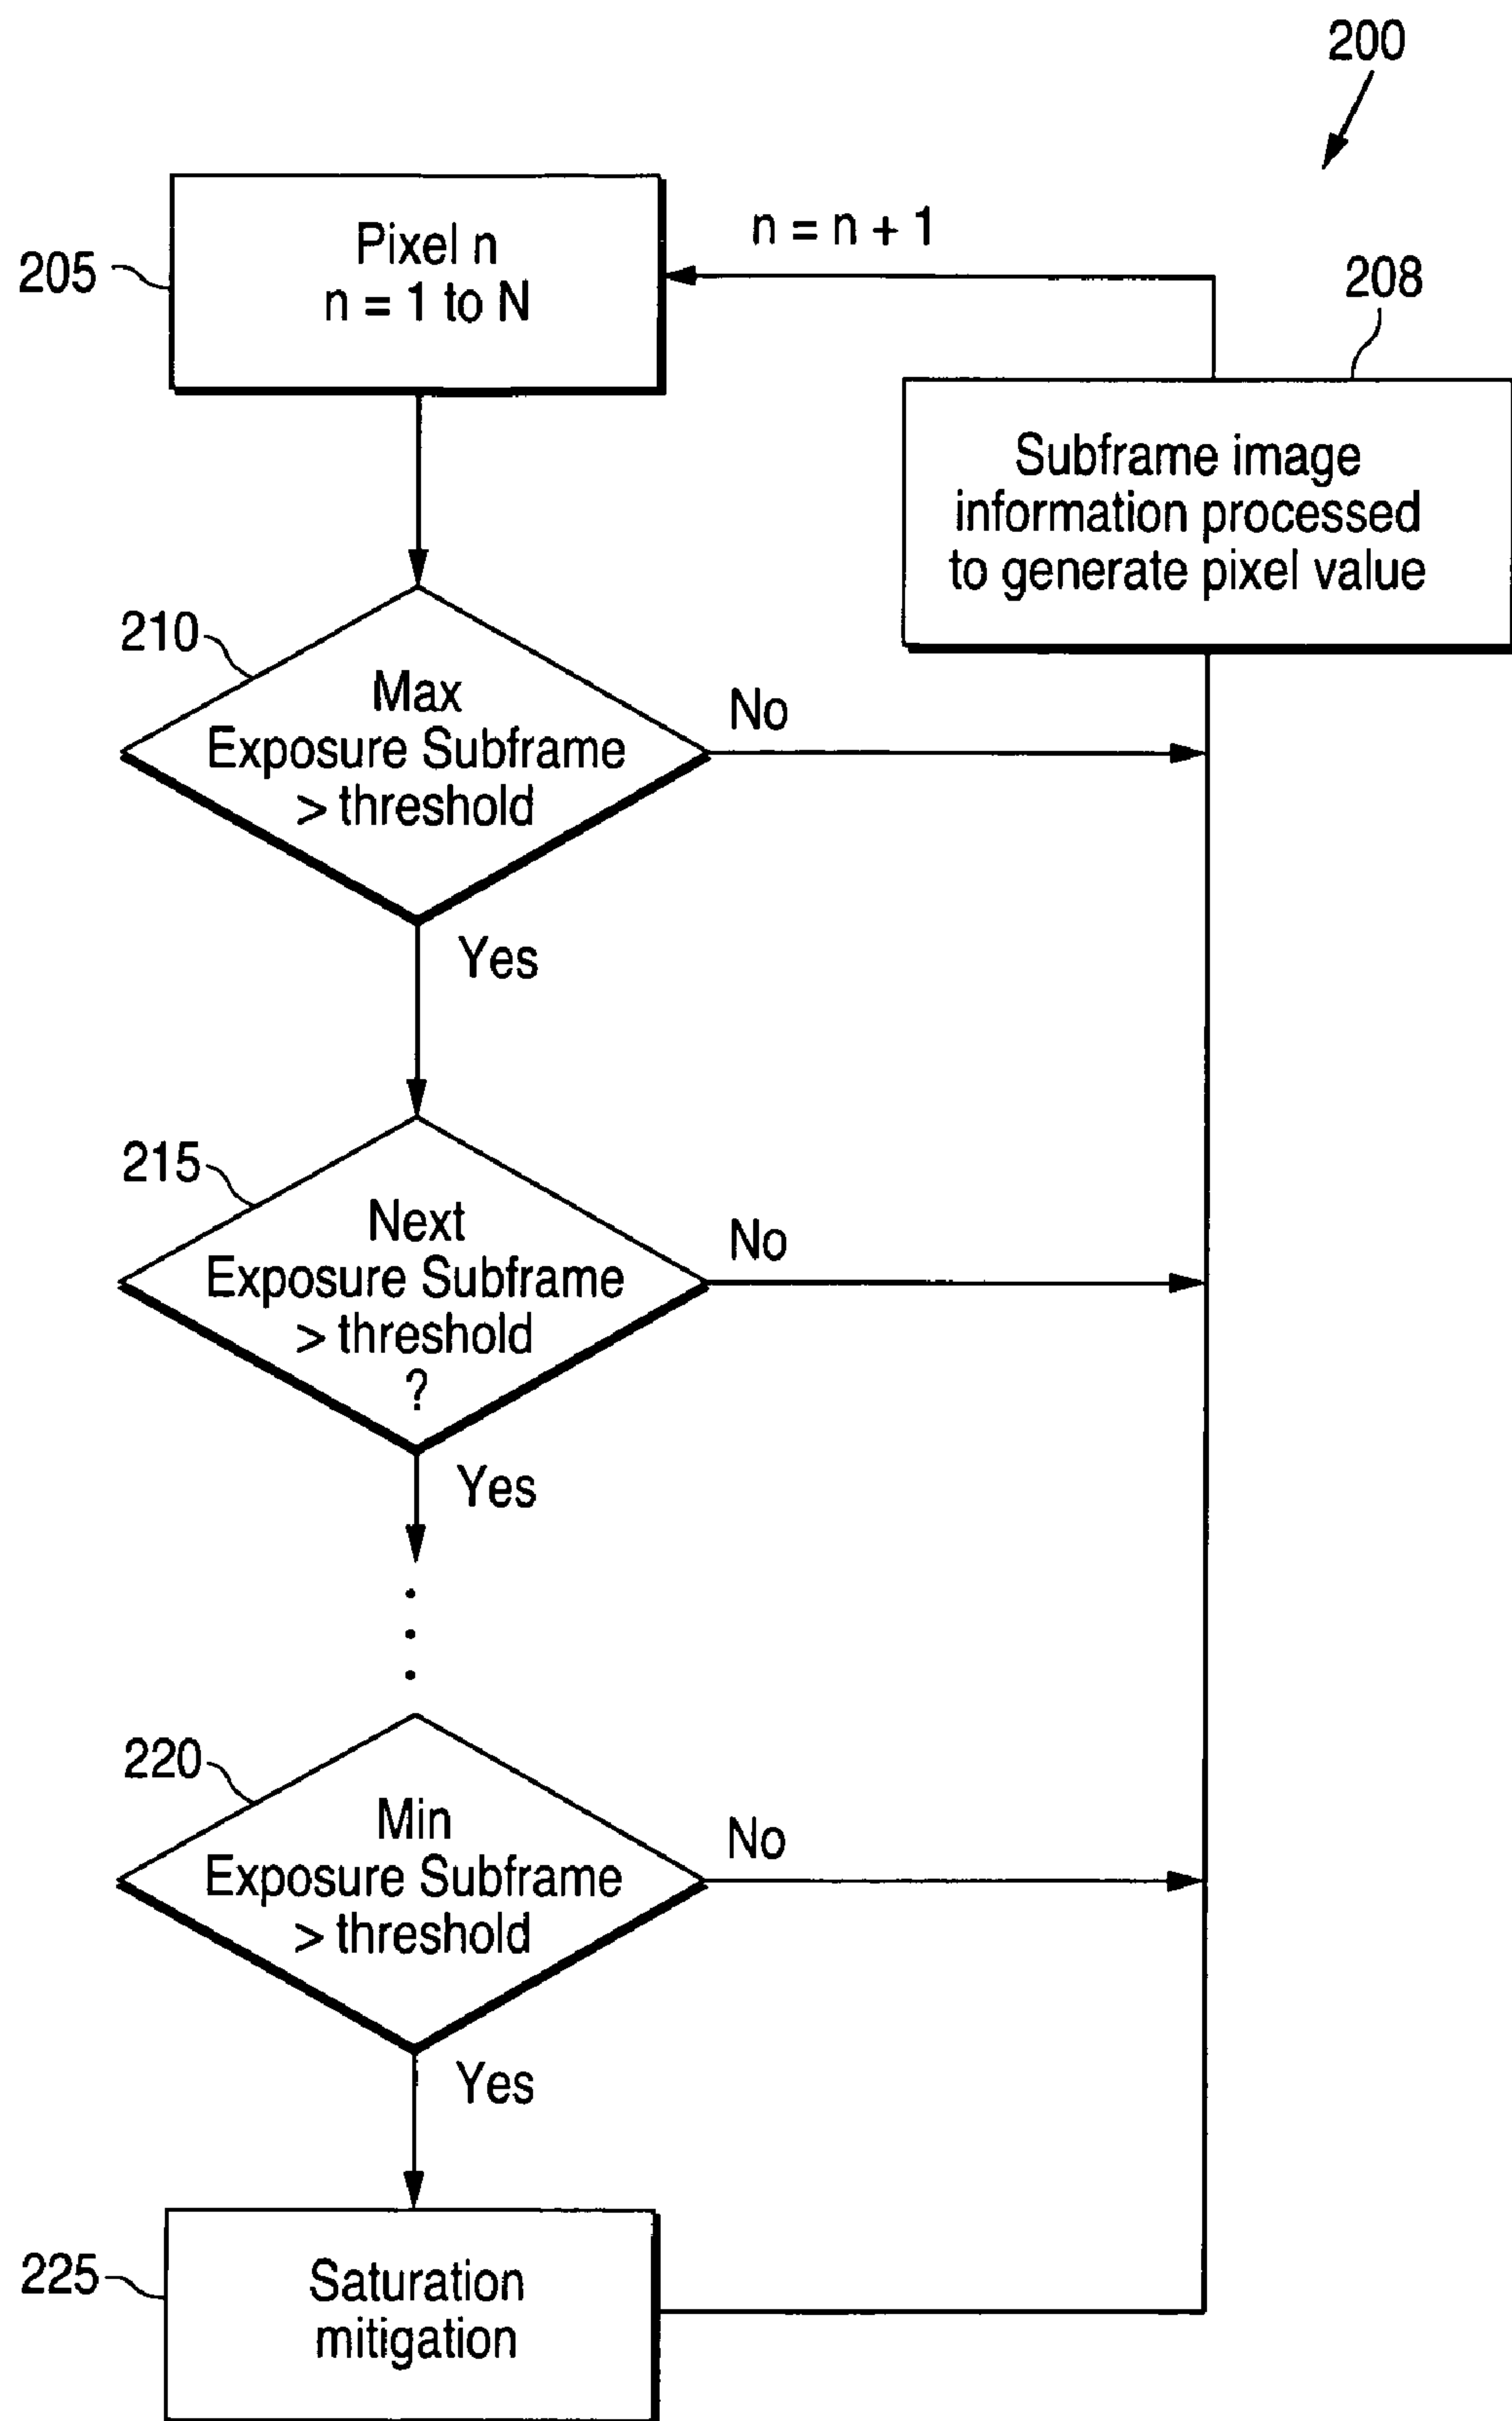 200
205
Pixel n
n = 1 to N
n = n + 1
208
Subframe image
information processed
to generate pixel value
210
Max
Exposure Subframe
> threshold
No
Yes
215
Next
Exposure Subframe
> threshold
?
No
Yes
220
Min
Exposure Subframe
> threshold
No
Yes
225
Saturation
mitigation